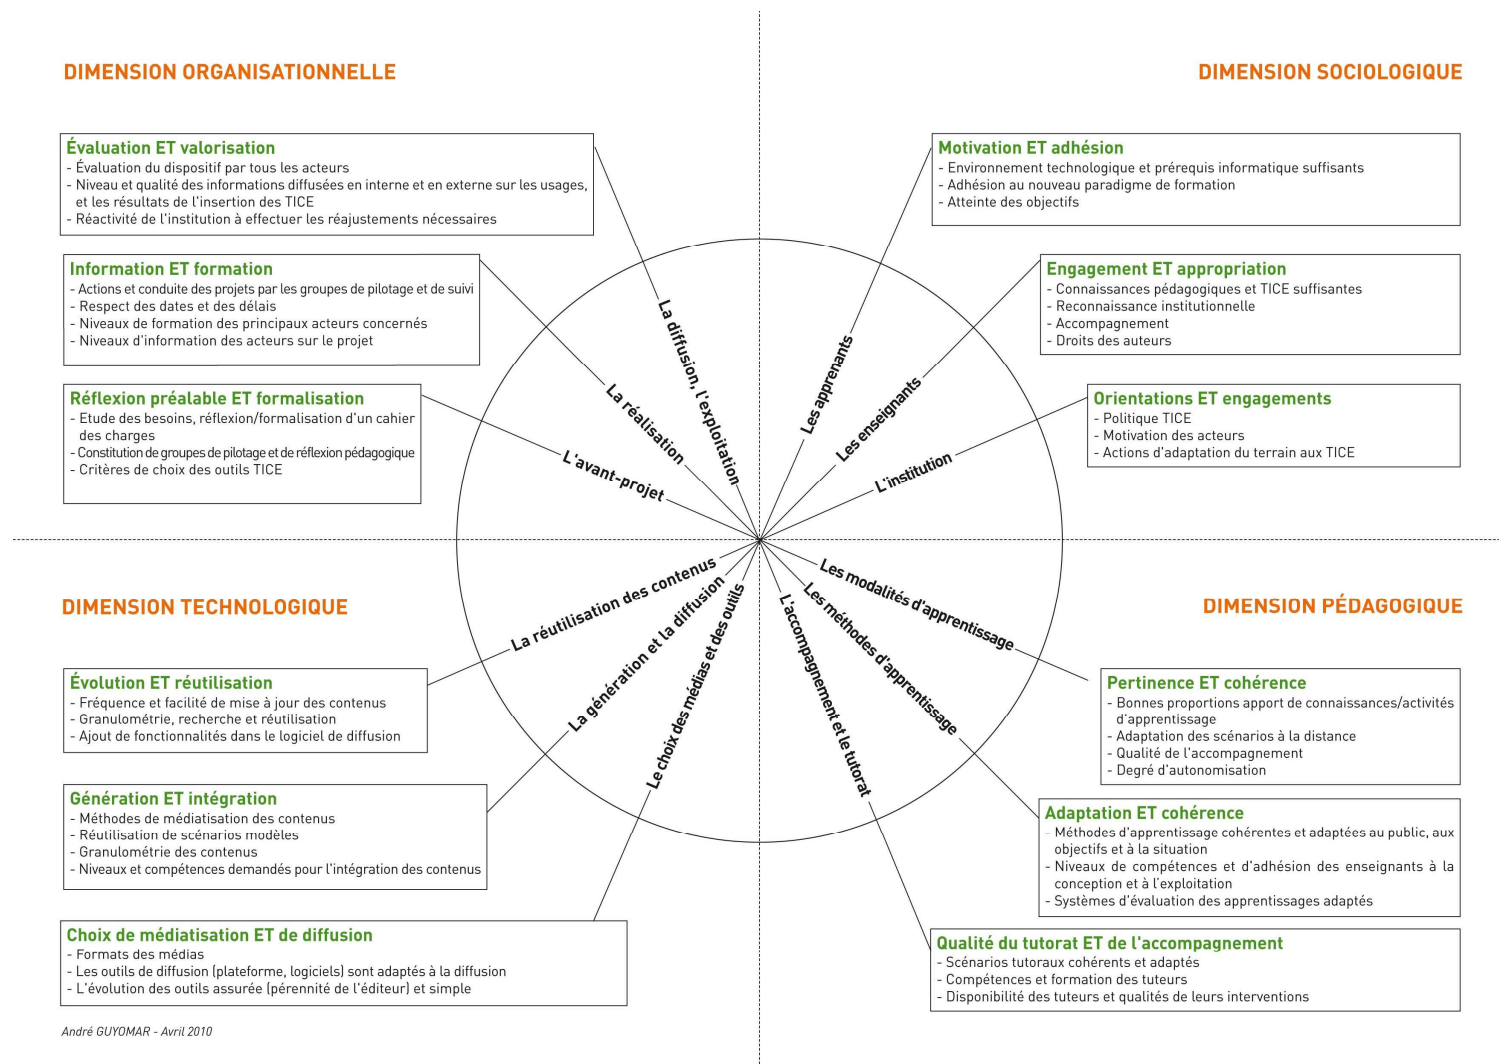 DIMENSION ORGANISATIONNELLE
Évaluation ET valorisation
- Évaluation du dispositif par tous les acteurs
- Niveau et qualité des informations diffusées en interne et en externe sur les usages,
et les résultats de l'insertion des TICE
- Réactivité de l'institution à effectuer les réajustements nécessaires
Information ET formation
- Actions et conduite des projets par les groupes de pilotage et de suivi
- Respect des dates et des délais
- Niveaux de formation des principaux acteurs concernés
- Niveaux d'information des acteurs sur le projet
Réflexion préalable ET formalisation
- Etude des besoins, réflexion/formalisation d'un cahier
des charges
- Constitution de groupes de pilotage et de réflexion pédagogique
- Critères de choix des outils TICE
La diffusion, l'exploitation
La réalisation
L'avant-projet
DIMENSION SOCIOLOGIQUE
Motivation ET adhésion
- Environnement technologique et prérequis informatique suffisants
- Adhésion au nouveau paradigme de formation
- Atteinte des objectifs
Engagement ET appropriation
- Connaissances pédagogiques et TICE suffisantes
- Reconnaissance institutionnelle
- Accompagnement
- Droits des auteurs
Orientations ET engagements
- Politique TICE
- Motivation des acteurs
- Actions d'adaptation du terrain aux TICE
Les apprenants
Les enseignants
L'institution
DIMENSION TECHNOLOGIQUE
La réutilisation des contenus
La génération et la diffusion
Le choix des médias et des outils
Évolution ET réutilisation
- Fréquence et facilité de mise à jour des contenus
- Granulométrie, recherche et réutilisation
- Ajout de fonctionnalités dans le logiciel de diffusion
Génération ET intégration
- Méthodes de médiatisation des contenus
- Réutilisation de scénarios modèles
- Granulométrie des contenus
- Niveaux et compétences demandés pour l'intégration des contenus
Choix de médiatisation ET de diffusion
- Formats des médias
- Les outils de diffusion (plateforme, logiciels) sont adaptés à la diffusion
- L'évolution des outils assurée (pérennité de l'éditeur) et simple
DIMENSION PÉDAGOGIQUE
Les modalités d'apprentissage
Les méthodes d'apprentissage
L'accompagnement et le tutorat
Pertinence ET cohérence
- Bonnes proportions apport de connaissances/activités
d'apprentissage
- Adaptation des scénarios à la distance
- Qualité de l'accompagnement
- Degré d'autonomisation
Adaptation ET cohérence
- Méthodes d'apprentissage cohérentes et adaptées au public, aux
objectifs et à la situation
- Niveaux de compétences et d'adhésion des enseignants à la
conception et à l'exploitation
- Systèmes d'évaluation des apprentissages adaptés
Qualité du tutorat ET de l'accompagnement
- Scénarios tutoraux cohérents et adaptés
- Compétences et formation des tuteurs
- Disponibilité des tuteurs et qualités de leurs interventions
André GUYOMAR - Avril 2010